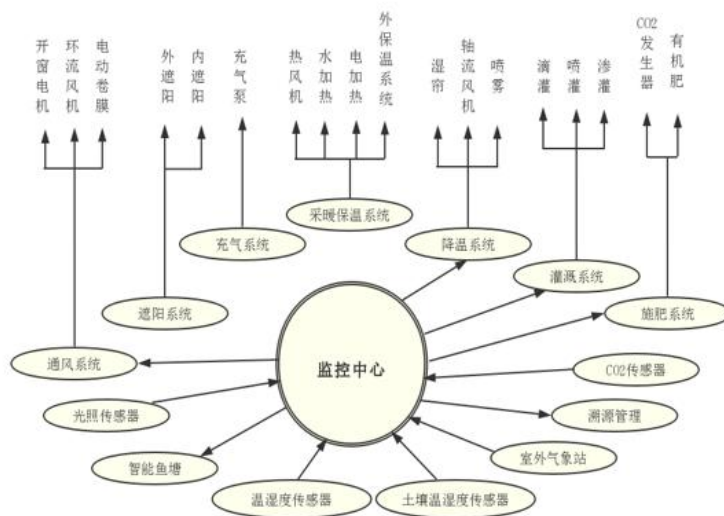 开窗电机
环流风机
电动卷膜
外遮阳
内遮阳
充气泵
热风机
水加热
电加热
外保温系统
湿帘
轴流风机
喷雾
滴灌
喷灌
渗灌
CO2发生器
有机肥
采暖保温系统
充气系统
降温系统
灌溉系统
遮阳系统
施肥系统
通风系统
监控中心
CO2传感器
光照传感器
溯源管理
智能鱼塘
室外气象站
温湿度传感器
土壤温湿度传感器